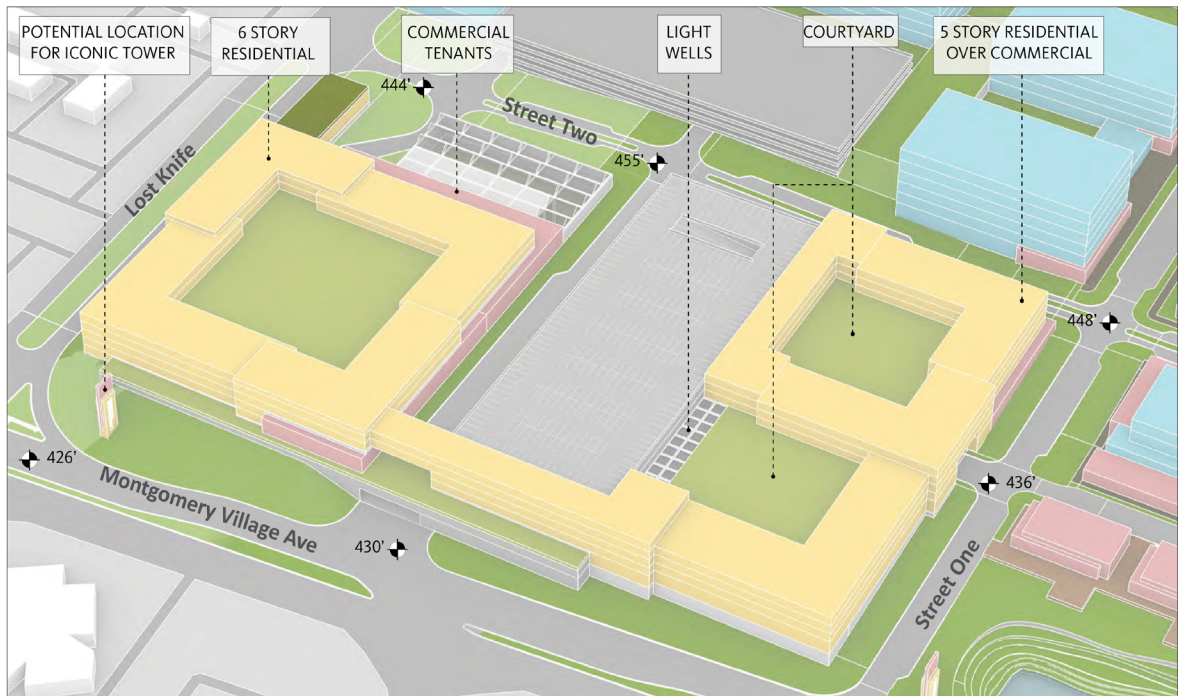 POTENTIAL LOCATION
FOR ICONIC TOWER
6 STORY
RESIDENTIAL
COMMERCIAL
TENANTS
LIGHT
WELLS
COURTYARD
5 STORY RESIDENTIAL
OVER COMMERCIAL
444'
Street Two
455'
Lost Knife
448'
426'
Montgomery Village Ave
436'
430'
Street One